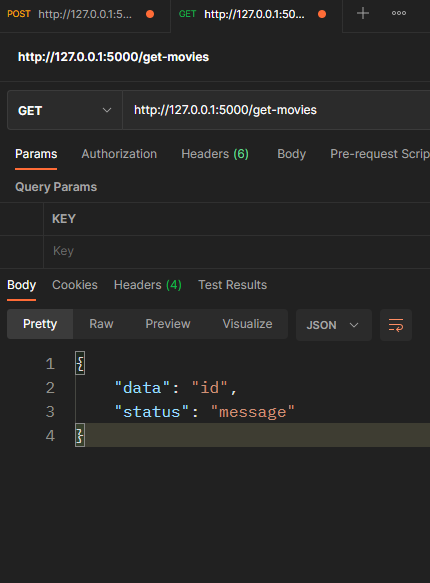 POST http://127.0.0.1:5... GET http://127.0.0.1:50...
http://127.0.0.1:5000/get-movies
GET http://127.0.0.1:5000/get-movies
Params Authorization Headers (6) Body Pre-request Scrip
Query Params
KEY
Key
Body Cookies Headers (4) Test Results
Pretty Raw Preview Visualize JSON
1 {
2 "data": "id",
3 "status": "message"
4 }